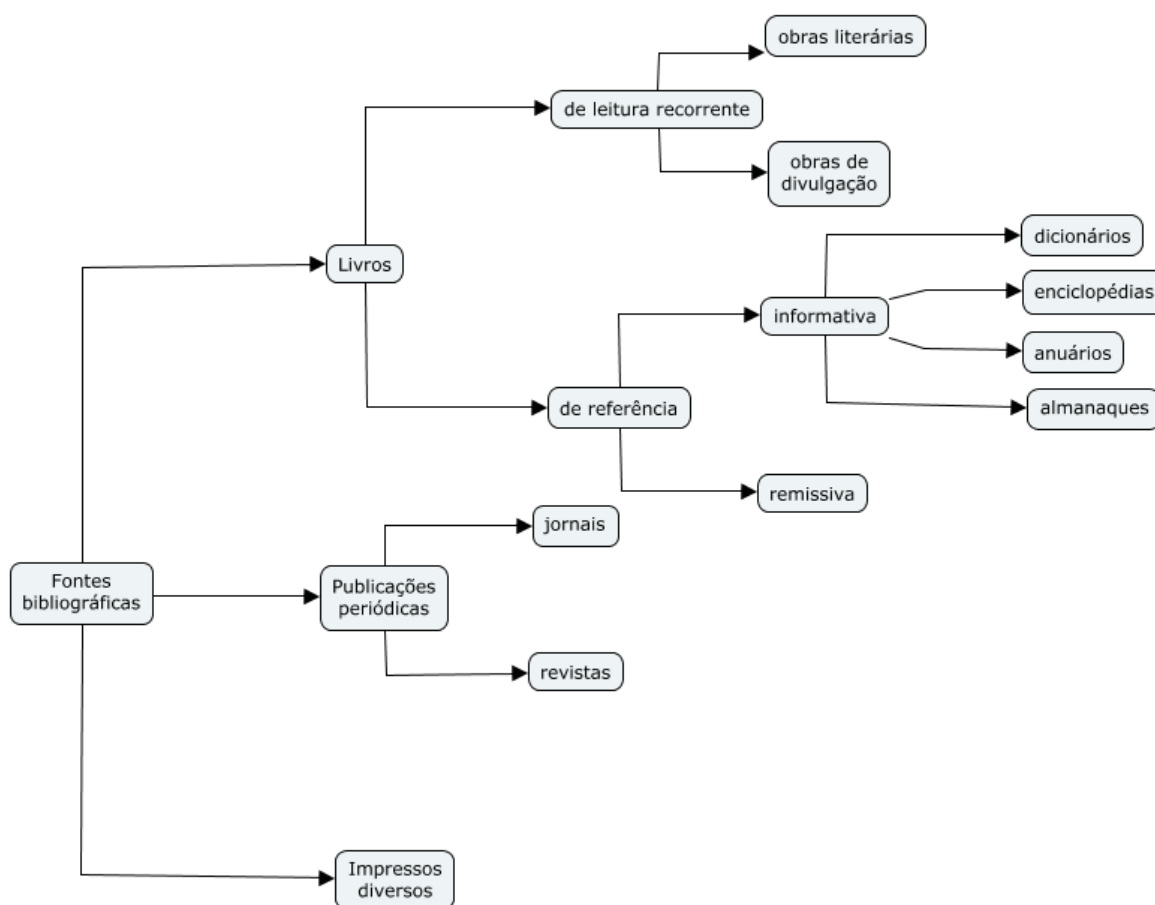 obras literárias
de leitura recorrente
obras de
divulgação
Livros
dicionários
enciclopédias
informativa
anuários
almanaques
de referência
remissiva
jornais
Fontes
bibliográficas
Publicações
periódicas
revistas
Impressos
diversos